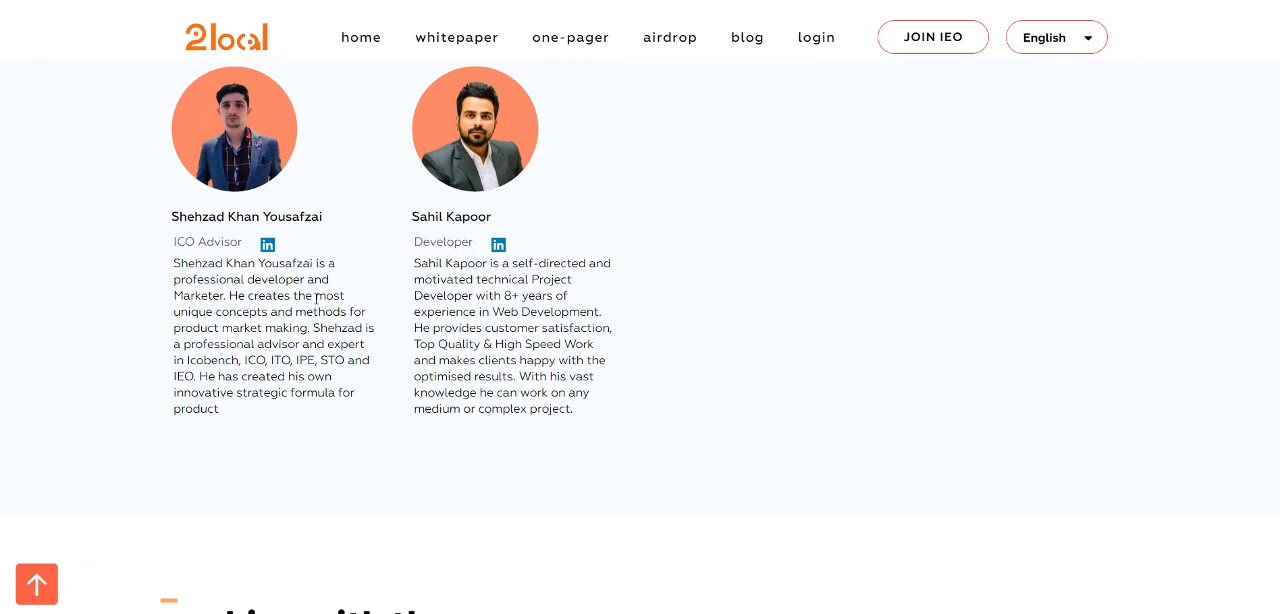 2local
home whitepaper one-pager airdrop blog login JOIN IEO English
Shehzad Khan Yousafzai
ICO Advisor in
Shehzad Khan Yousafzai is a
professional developer and
Marketer. He creates the most
unique concepts and methods for
product market making. Shehzad is
a professional advisor and expert
in Icobench, ICO, ITO, IPE, STO and
IEO. He has created his own
innovative strategic formula for
product
Sahil Kapoor
Developer in
Sahil Kapoor is a self-directed and
motivated technical Project
Developer with 8+ years of
experience in Web Development.
He provides customer satisfaction,
Top Quality & High Speed Work
and makes clients happy with the
optimised results. With his vast
knowledge he can work on any
medium or complex project.